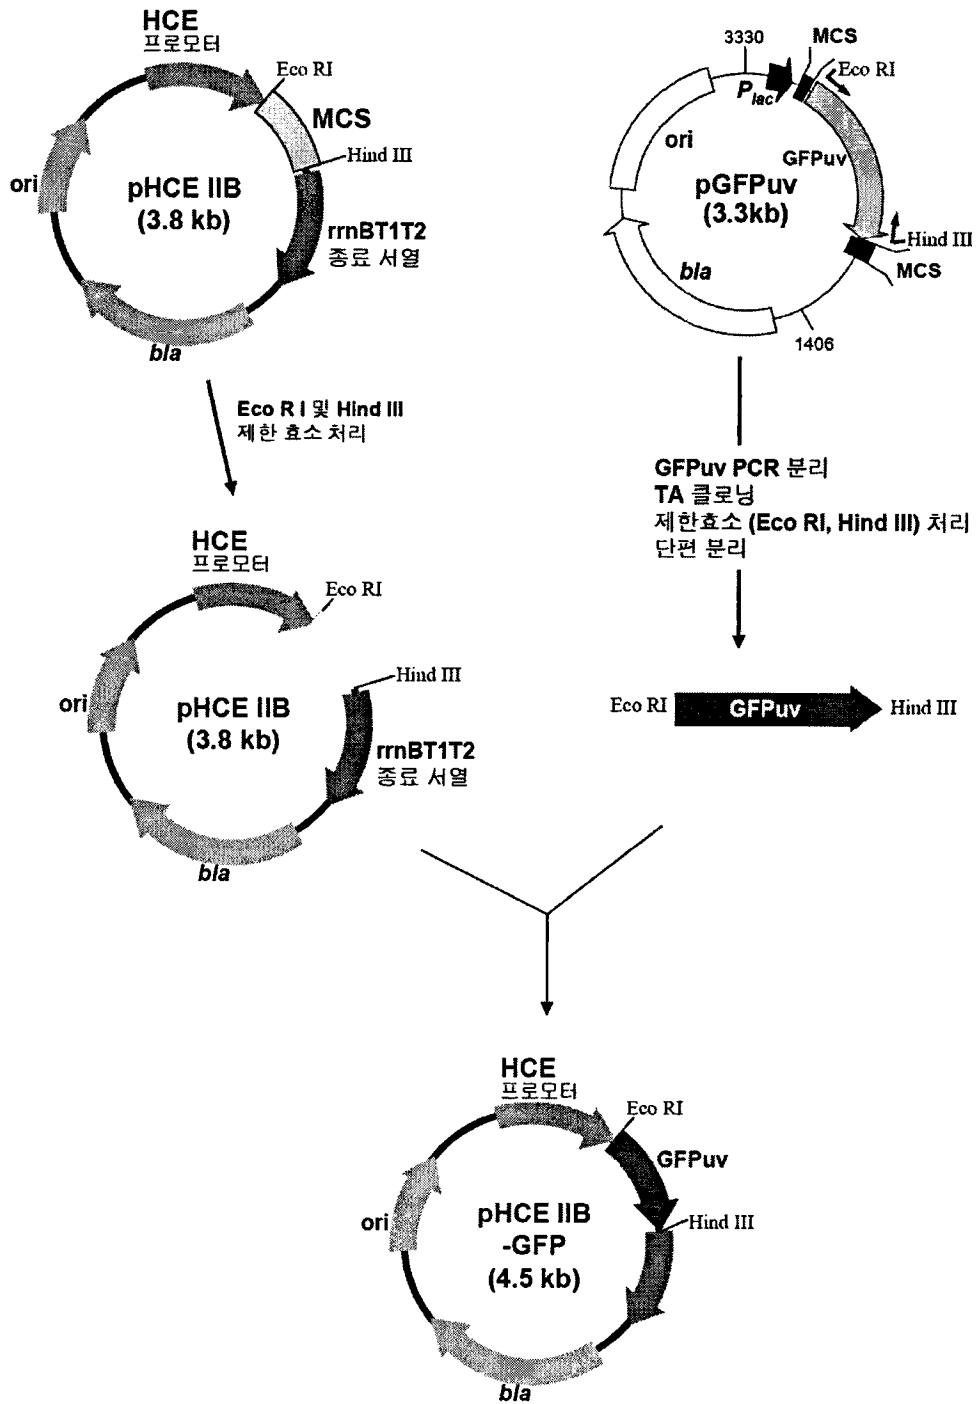 HCE
프로모터
Eco RI
MCS
Hind III
ori
pHCE IIB
(3.8 kb)
rrnBT1T2
종료 서열
bla
3330
MCS
Eco RI
Plac
ori
GFPuv
pGFPuv
(3.3kb)
Hind III
MCS
bla
1406
Eco R I 및 Hind III
제한 효소 처리
GFPuv PCR 분리
TA 클로닝
제한효소 (Eco RI, Hind III) 처리
단편 분리
HCE
프로모터
Eco RI
Hind III
ori
pHCE IIB
(3.8 kb)
rrnBT1T2
종료 서열
bla
Eco RI
GFPuv
Hind III
HCE
프로모터
Eco RI
GFPuv
Hind III
ori
pHCE IIB
-GFP
(4.5 kb)
bla